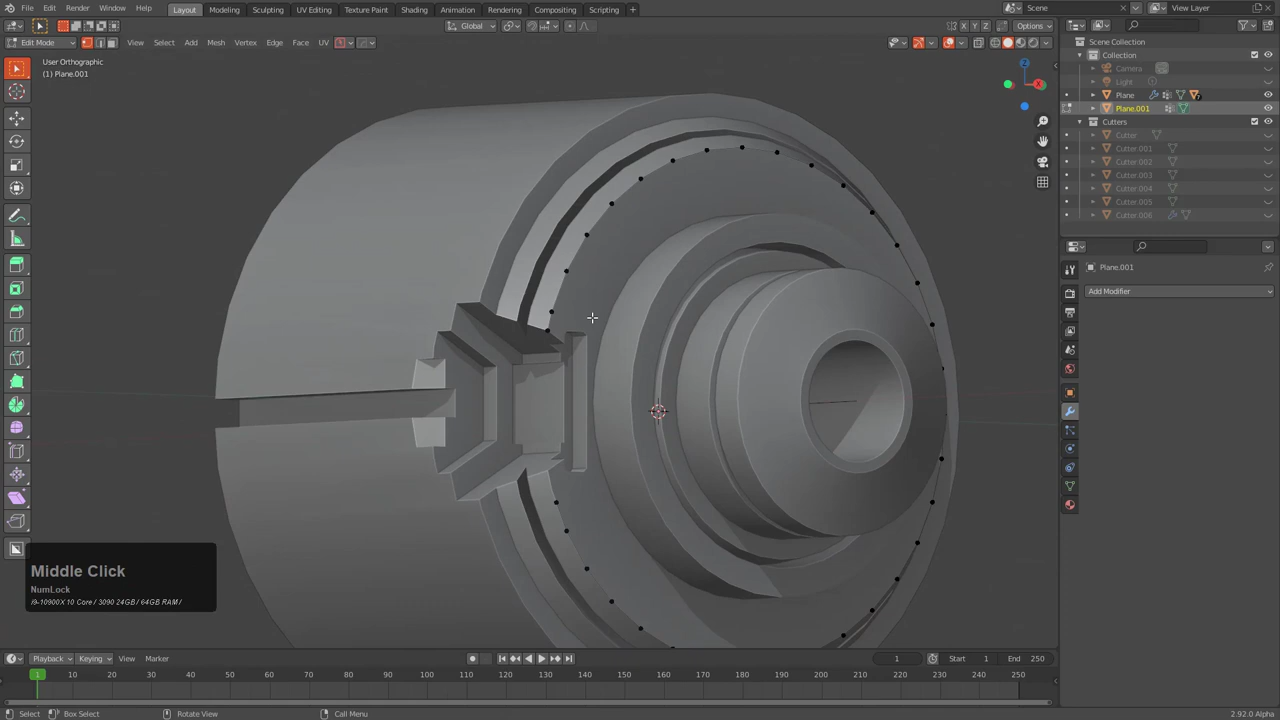 File Edit Render Window Help Layout Modeling Sculpting UV Editing Texture Paint Shading Animation Rendering Compositing Scripting + Scene View Layer
Global X Y Z Options
Edit Mode View Select Add Mesh Vertex Edge Face UV
User Orthographic
(1) Plane.001
Scene Collection
Collection
Camera
Light
Plane
Plane.001
Cutters
Cutter
Cutter.001
Cutter.002
Cutter.003
Cutter.004
Cutter.005
Cutter.006
Plane.001
Add Modifier
Z
X
Middle Click
NumLock
i9-10900X 10 Core / 3090 24GB / 64GB RAM /
Playback Keying View Marker 1 Start 1 End 250
1 10 20 30 40 50 60 70 80 90 100 110 120 130 140 150 160 170 180 190 200 210 220 230 240 250
Select Box Select Rotate View Call Menu 2.92.0 Alpha